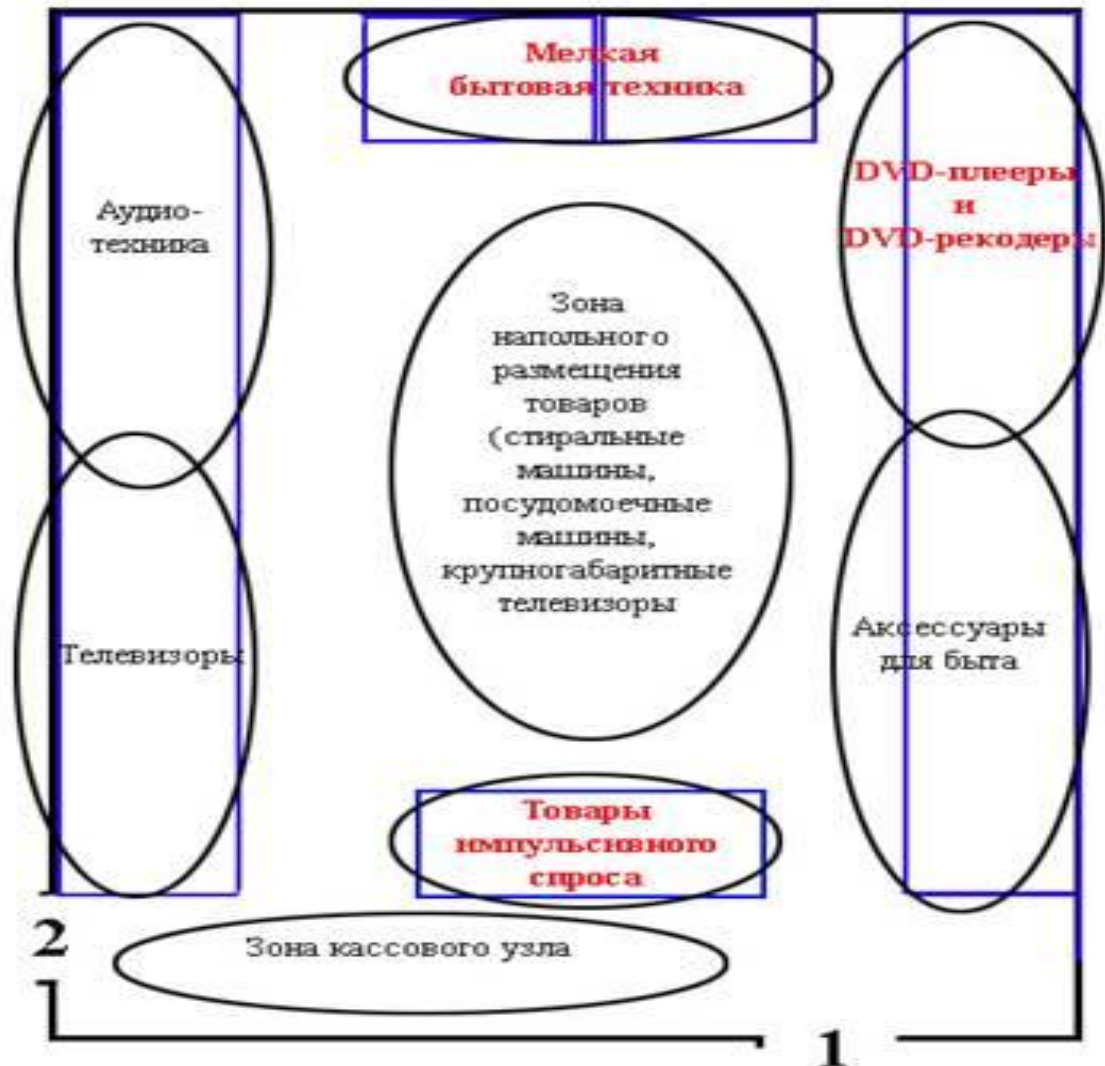 Мелкая
бытовая техника
Аудио-
техника
DVD-плееры
и
DVD-рекодеры
Зона
напольного
размещения
товаров
(стиральные
машины,
посудомоечные
машины,
крупногабаритные
телевизоры
Телевизоры
Аксессуары
для быта
Товары
импульсивного
спроса
2
Зона кассового узла
1